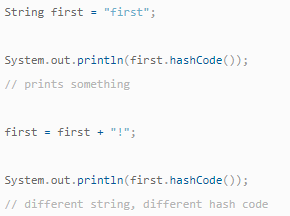 String first = "first";
System.out.println(first.hashCode());
// prints something
first = first + "!";
System.out.println(first.hashCode());
// different string, different hash code